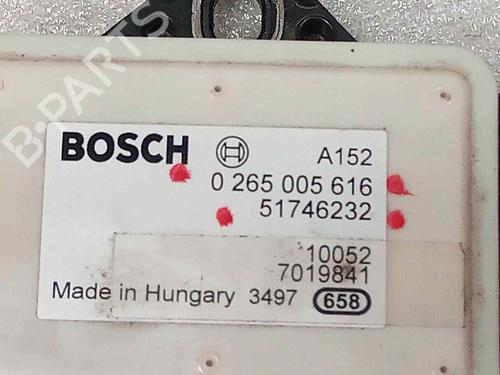 B-PARTS
BOSCH A152
0 265 005 616
51746232
10052
7019841
Made in Hungary 3497 658